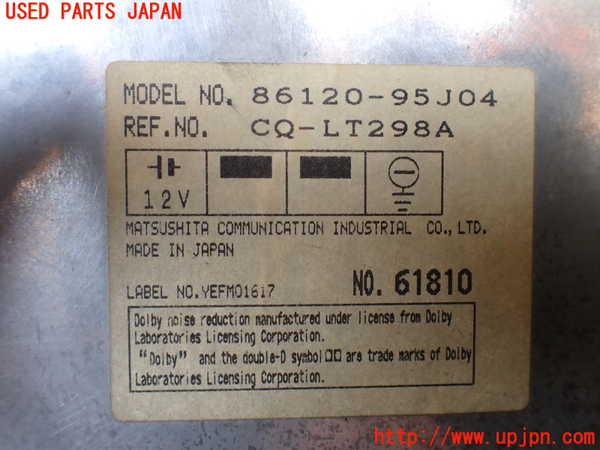 USED PARTS JAPAN
MODEL NO. 86120-95J04
REF.NO. CQ-LT298A
12V
MATSUSHITA COMMUNICATION INDUSTRIAL CO., LTD.
MADE IN JAPAN
LABEL NO.YEFM01617 NO. 61810
Dolby noise reduction manufactured under license from Dolby
Laboratories Licensing Corporation.
"Dolby" and the double-D symbol are trade marks of Dolby
Laboratories Licensing Corporation.
http://www.upjpn.com/